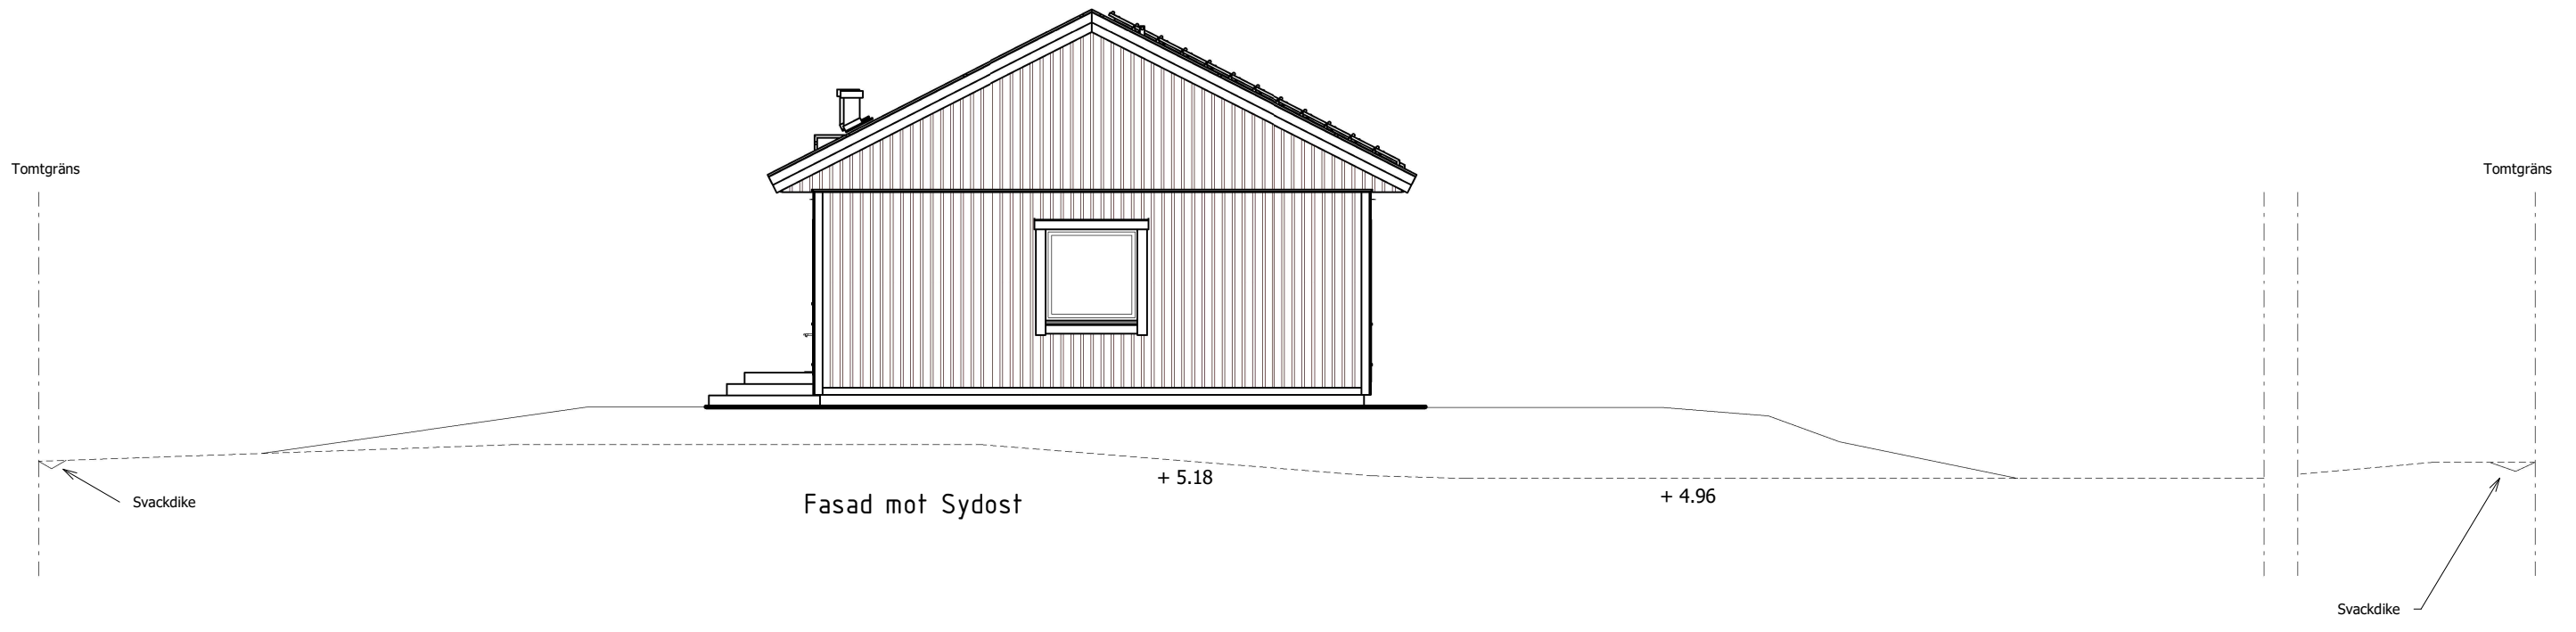 Tomtgräns
Tomtgräns
+ 5.18
+ 4.96
Svackdike
Fasad mot Sydost
Svackdike